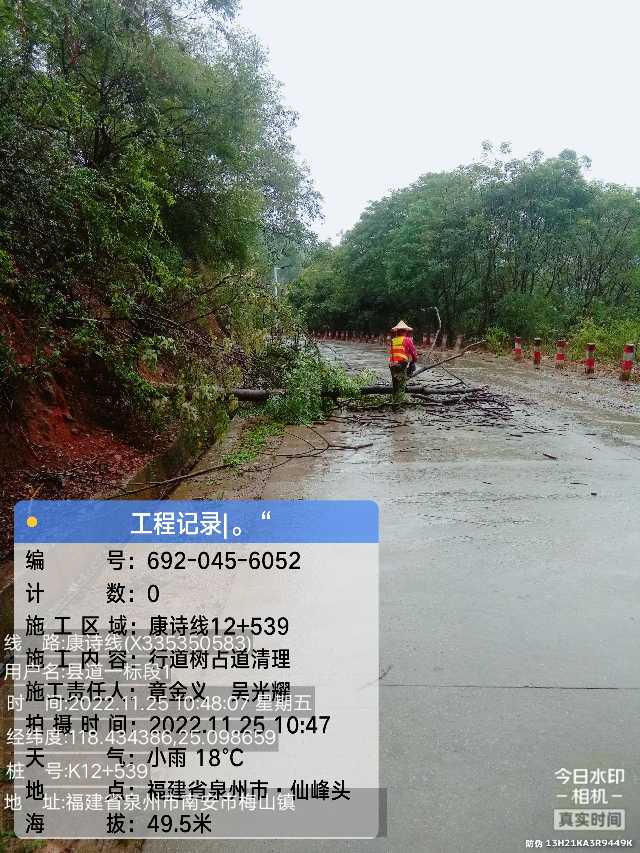 工程记录|。“
编 号：692-045-6052
计 数：0
施工区域：康诗线12+539
线 路:康诗线(X335350583)
施工内容：行道树占道清理
用户名:县道一标段1
施工责任人：章金义 吴光耀
时 间:2022.11.25 10:48:07 星期五
拍摄时间：2022.11.25 10:47
经纬度:118.434386,25.098659
天 气：小雨 18℃
桩 号:K12+539
地 点：福建省泉州市·仙峰头
地 址:福建省泉州市南安市梅山镇
海 拔：49.5米
今日水印
-相机-
真实时间
防伪 13H21KA3R9449K